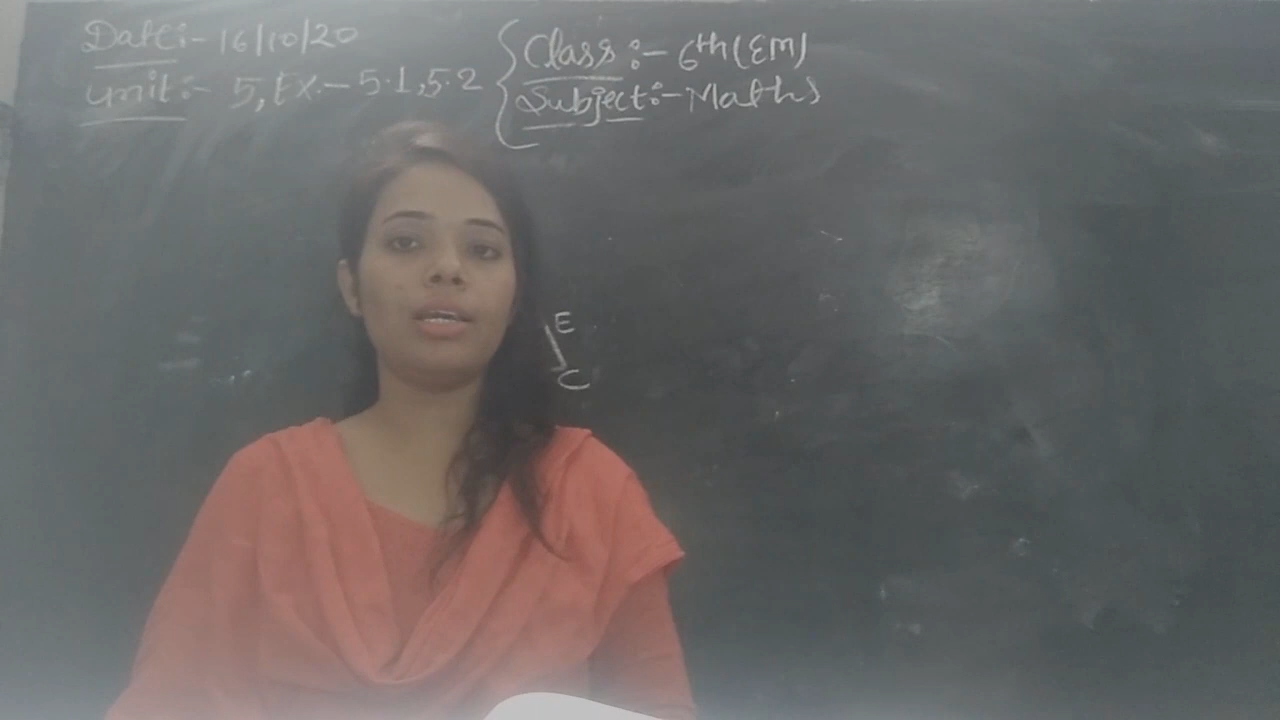 Date:- 16/10/20
Unit:- 5, Ex.- 5.1, 5.2
Class:- 6th (EM)
Subject:- Maths
E
C